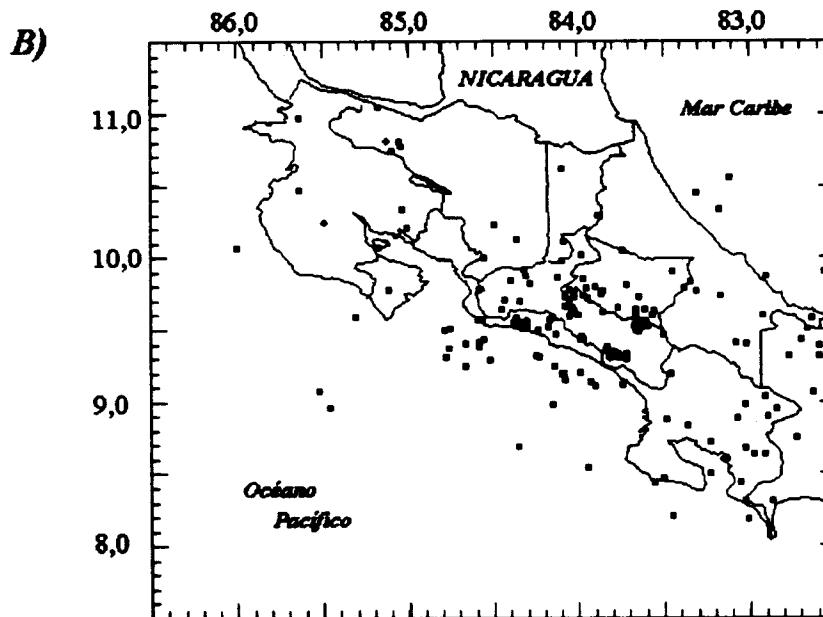 B)
86,0 85,0 84,0 83,0
NICARAGUA
Mar Caribe
11,0
10,0
9,0
Océano
Pacífico
8,0